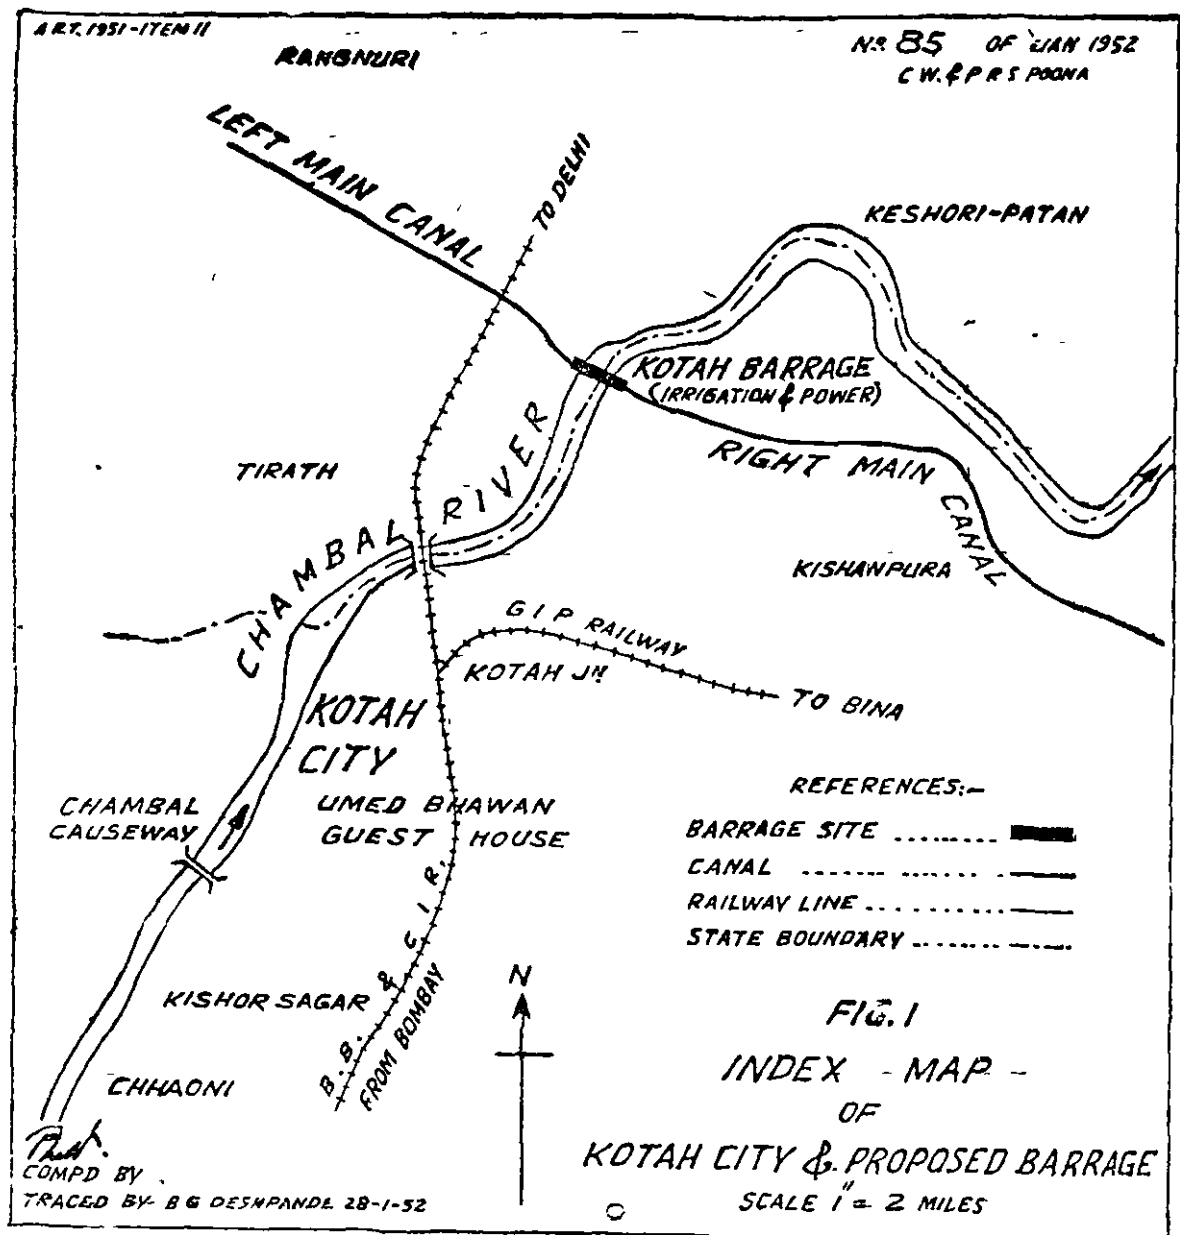 A.R.T. 1951-ITEM 11
Nº 85 OF JAN 1952
C.W. & P R S POONA
RANGNURI
LEFT MAIN CANAL
TO DELHI
KESHORI-PATAN
KOTAH BARRAGE
(IRRIGATION & POWER)
RIGHT MAIN CANAL
TIRATH
CHAMBAL RIVER
KISHANPURA
G I P RAILWAY
KOTAH JN
TO BINA
KOTAH
CITY
CHAMBAL
CAUSEWAY
UMED BHAWAN
GUEST HOUSE
REFERENCES:-
BARRAGE SITE
CANAL
RAILWAY LINE
STATE BOUNDARY
B. B. & C. I. R.
FROM BOMBAY
KISHOR SAGAR
N
CHHAONI
FIG. 1
INDEX - MAP -
OF
KOTAH CITY & PROPOSED BARRAGE
SCALE 1" = 2 MILES
COMPD BY
TRACED BY- B G DESHPANDE 28-1-52